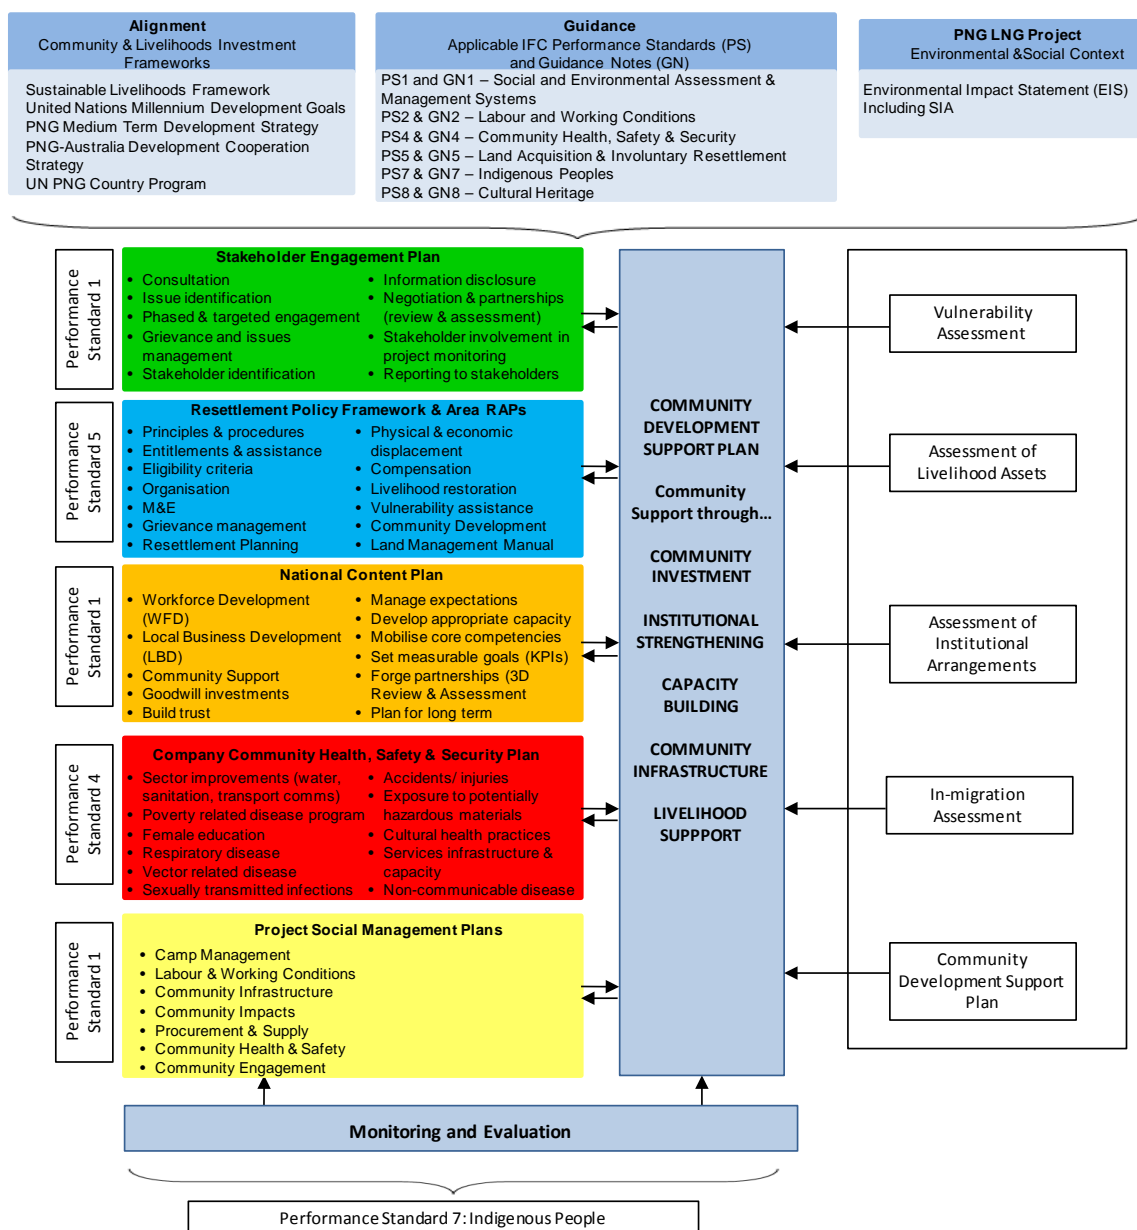 Alignment
Community & Livelihoods Investment
Frameworks
Sustainable Livelihoods Framework
United Nations Millennium Development Goals
PNG Medium Term Development Strategy
PNG-Australia Development Cooperation
Strategy
UN PNG Country Program
Guidance
Applicable IFC Performance Standards (PS)
and Guidance Notes (GN)
PS1 and GN1 – Social and Environmental Assessment &
Management Systems
PS2 & GN2 – Labour and Working Conditions
PS4 & GN4 – Community Health, Safety & Security
PS5 & GN5 – Land Acquisition & Involuntary Resettlement
PS7 & GN7 – Indigenous Peoples
PS8 & GN8 – Cultural Heritage
PNG LNG Project
Environmental &Social Context
Environmental Impact Statement (EIS)
Including SIA
Performance
Standard 1
Stakeholder Engagement Plan
• Consultation
• Issue identification
• Phased & targeted engagement
• Grievance and issues
management
• Stakeholder identification
• Information disclosure
• Negotiation & partnerships
(review & assessment)
• Stakeholder involvement in
project monitoring
• Reporting to stakeholders
Performance
Standard 5
Resettlement Policy Framework & Area RAPs
• Principles & procedures
• Entitlements & assistance
• Eligibility criteria
• Organisation
• M&E
• Grievance management
• Resettlement Planning
• Physical & economic
displacement
• Compensation
• Livelihood restoration
• Vulnerability assistance
• Community Development
• Land Management Manual
Performance
Standard 1
National Content Plan
• Workforce Development
(WFD)
• Local Business Development
(LBD)
• Community Support
• Goodwill investments
• Build trust
• Manage expectations
• Develop appropriate capacity
• Mobilise core competencies
• Set measurable goals (KPIs)
• Forge partnerships (3D
Review & Assessment
• Plan for long term
Performance
Standard 4
Company Community Health, Safety & Security Plan
• Sector improvements (water,
sanitation, transport comms)
• Poverty related disease program
• Female education
• Respiratory disease
• Vector related disease
• Sexually transmitted infections
• Accidents/ injuries
• Exposure to potentially
hazardous materials
• Cultural health practices
• Services infrastructure &
capacity
• Non-communicable disease
Performance
Standard 1
Project Social Management Plans
• Camp Management
• Labour & Working Conditions
• Community Infrastructure
• Community Impacts
• Procurement & Supply
• Community Health & Safety
• Community Engagement
COMMUNITY
DEVELOPMENT
SUPPORT PLAN
Community
Support through...
COMMUNITY
INVESTMENT
INSTITUTIONAL
STRENGTHENING
CAPACITY
BUILDING
COMMUNITY
INFRASTRUCTURE
LIVELIHOOD
SUPPPORT
Vulnerability
Assessment
Assessment of
Livelihood Assets
Assessment of
Institutional
Arrangements
In-migration
Assessment
Community
Development Support
Plan
Monitoring and Evaluation
Performance Standard 7: Indigenous People